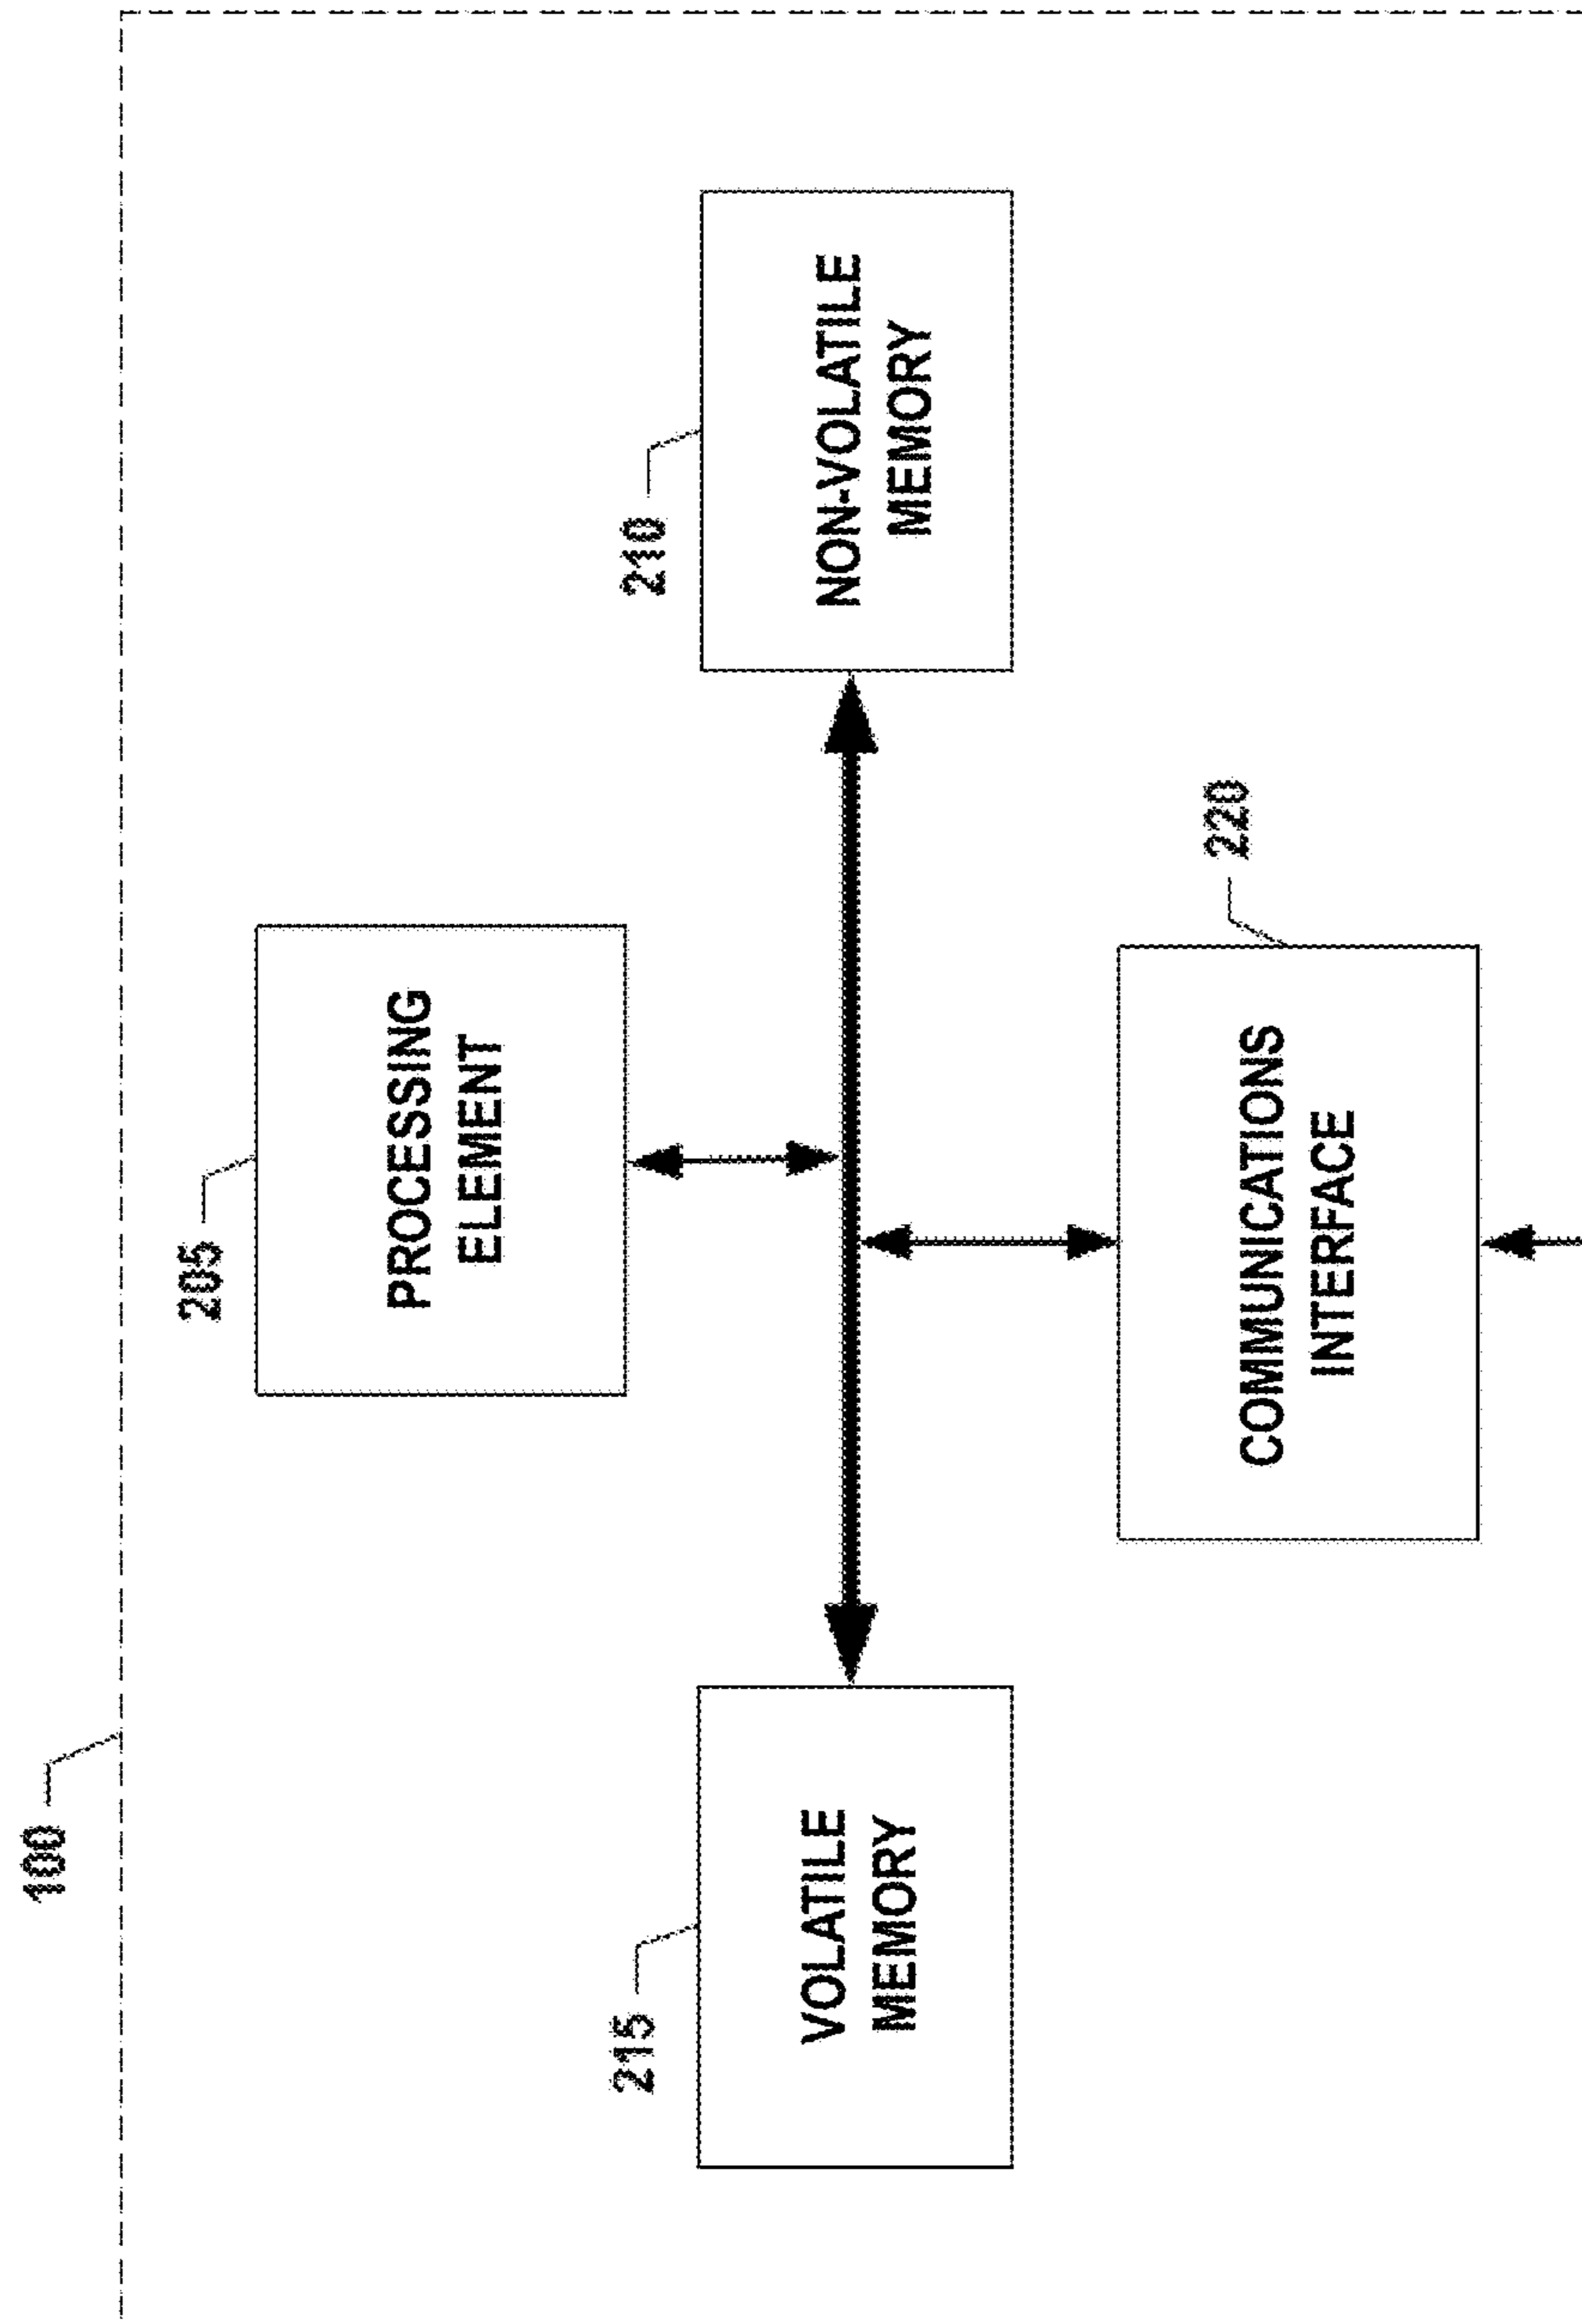 100
205
PROCESSING
ELEMENT
215
VOLATILE
MEMORY
210
NON-VOLATILE
MEMORY
220
COMMUNICATIONS
INTERFACE